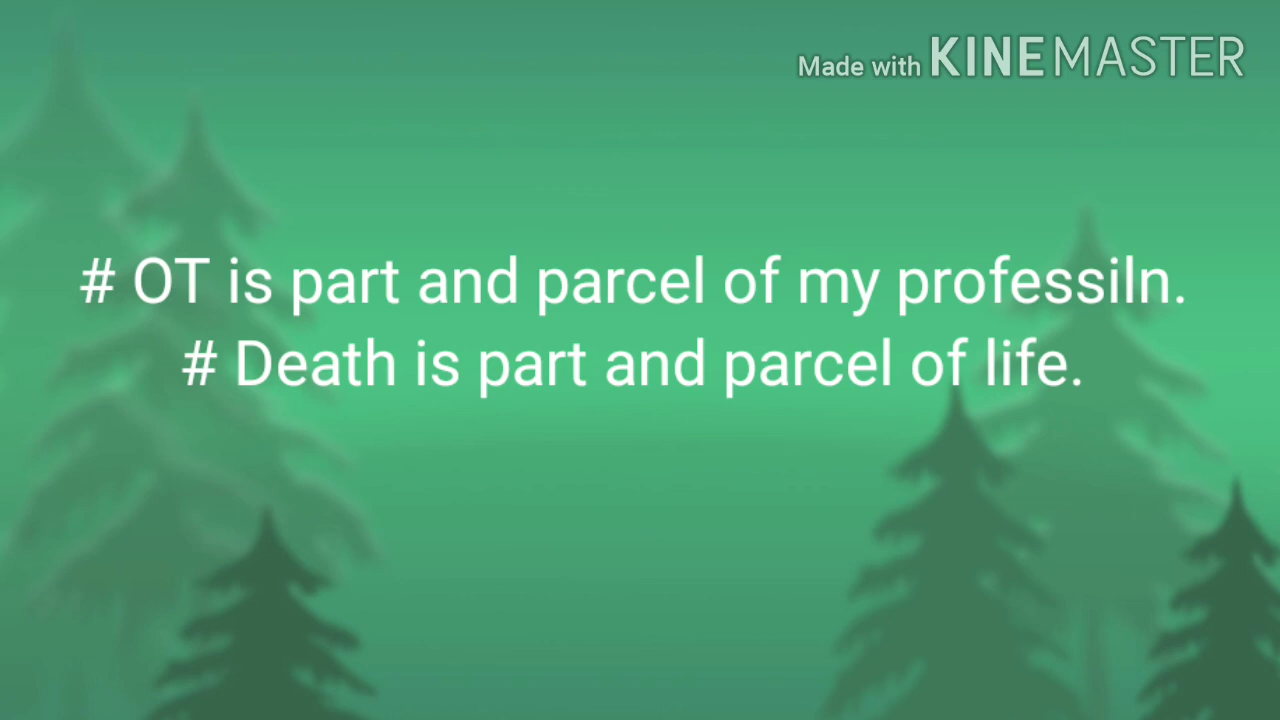 Made with KINEMASTER
# OT is part and parcel of my professiln.
# Death is part and parcel of life.